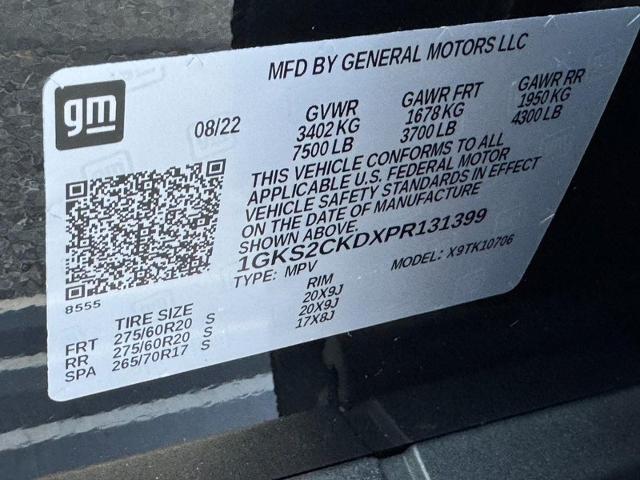 MFD BY GENERAL MOTORS LLC
gm
08/22
GVWR GAWR FRT GAWR RR
3402 KG 1678 KG 1950 KG
7500 LB 3700 LB 4300 LB
THIS VEHICLE CONFORMS TO ALL
APPLICABLE U.S. FEDERAL MOTOR
VEHICLE SAFETY STANDARDS IN EFFECT
ON THE DATE OF MANUFACTURE
SHOWN ABOVE.
1GKS2CKDXPR131399
TYPE: MPV MODEL: X9TK10706
8555
TIRE SIZE RIM
FRT 275/60R20 S 20X9J
RR 275/60R20 S 20X9J
SPA 265/70R17 S 17X8J